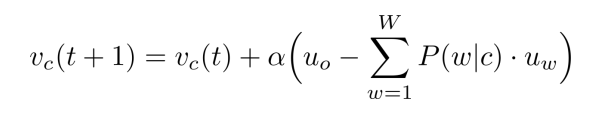 v_c(t + 1) = v_c(t) + α(u_o − ∑_{w=1}^{W} P(w|c) · u_w)